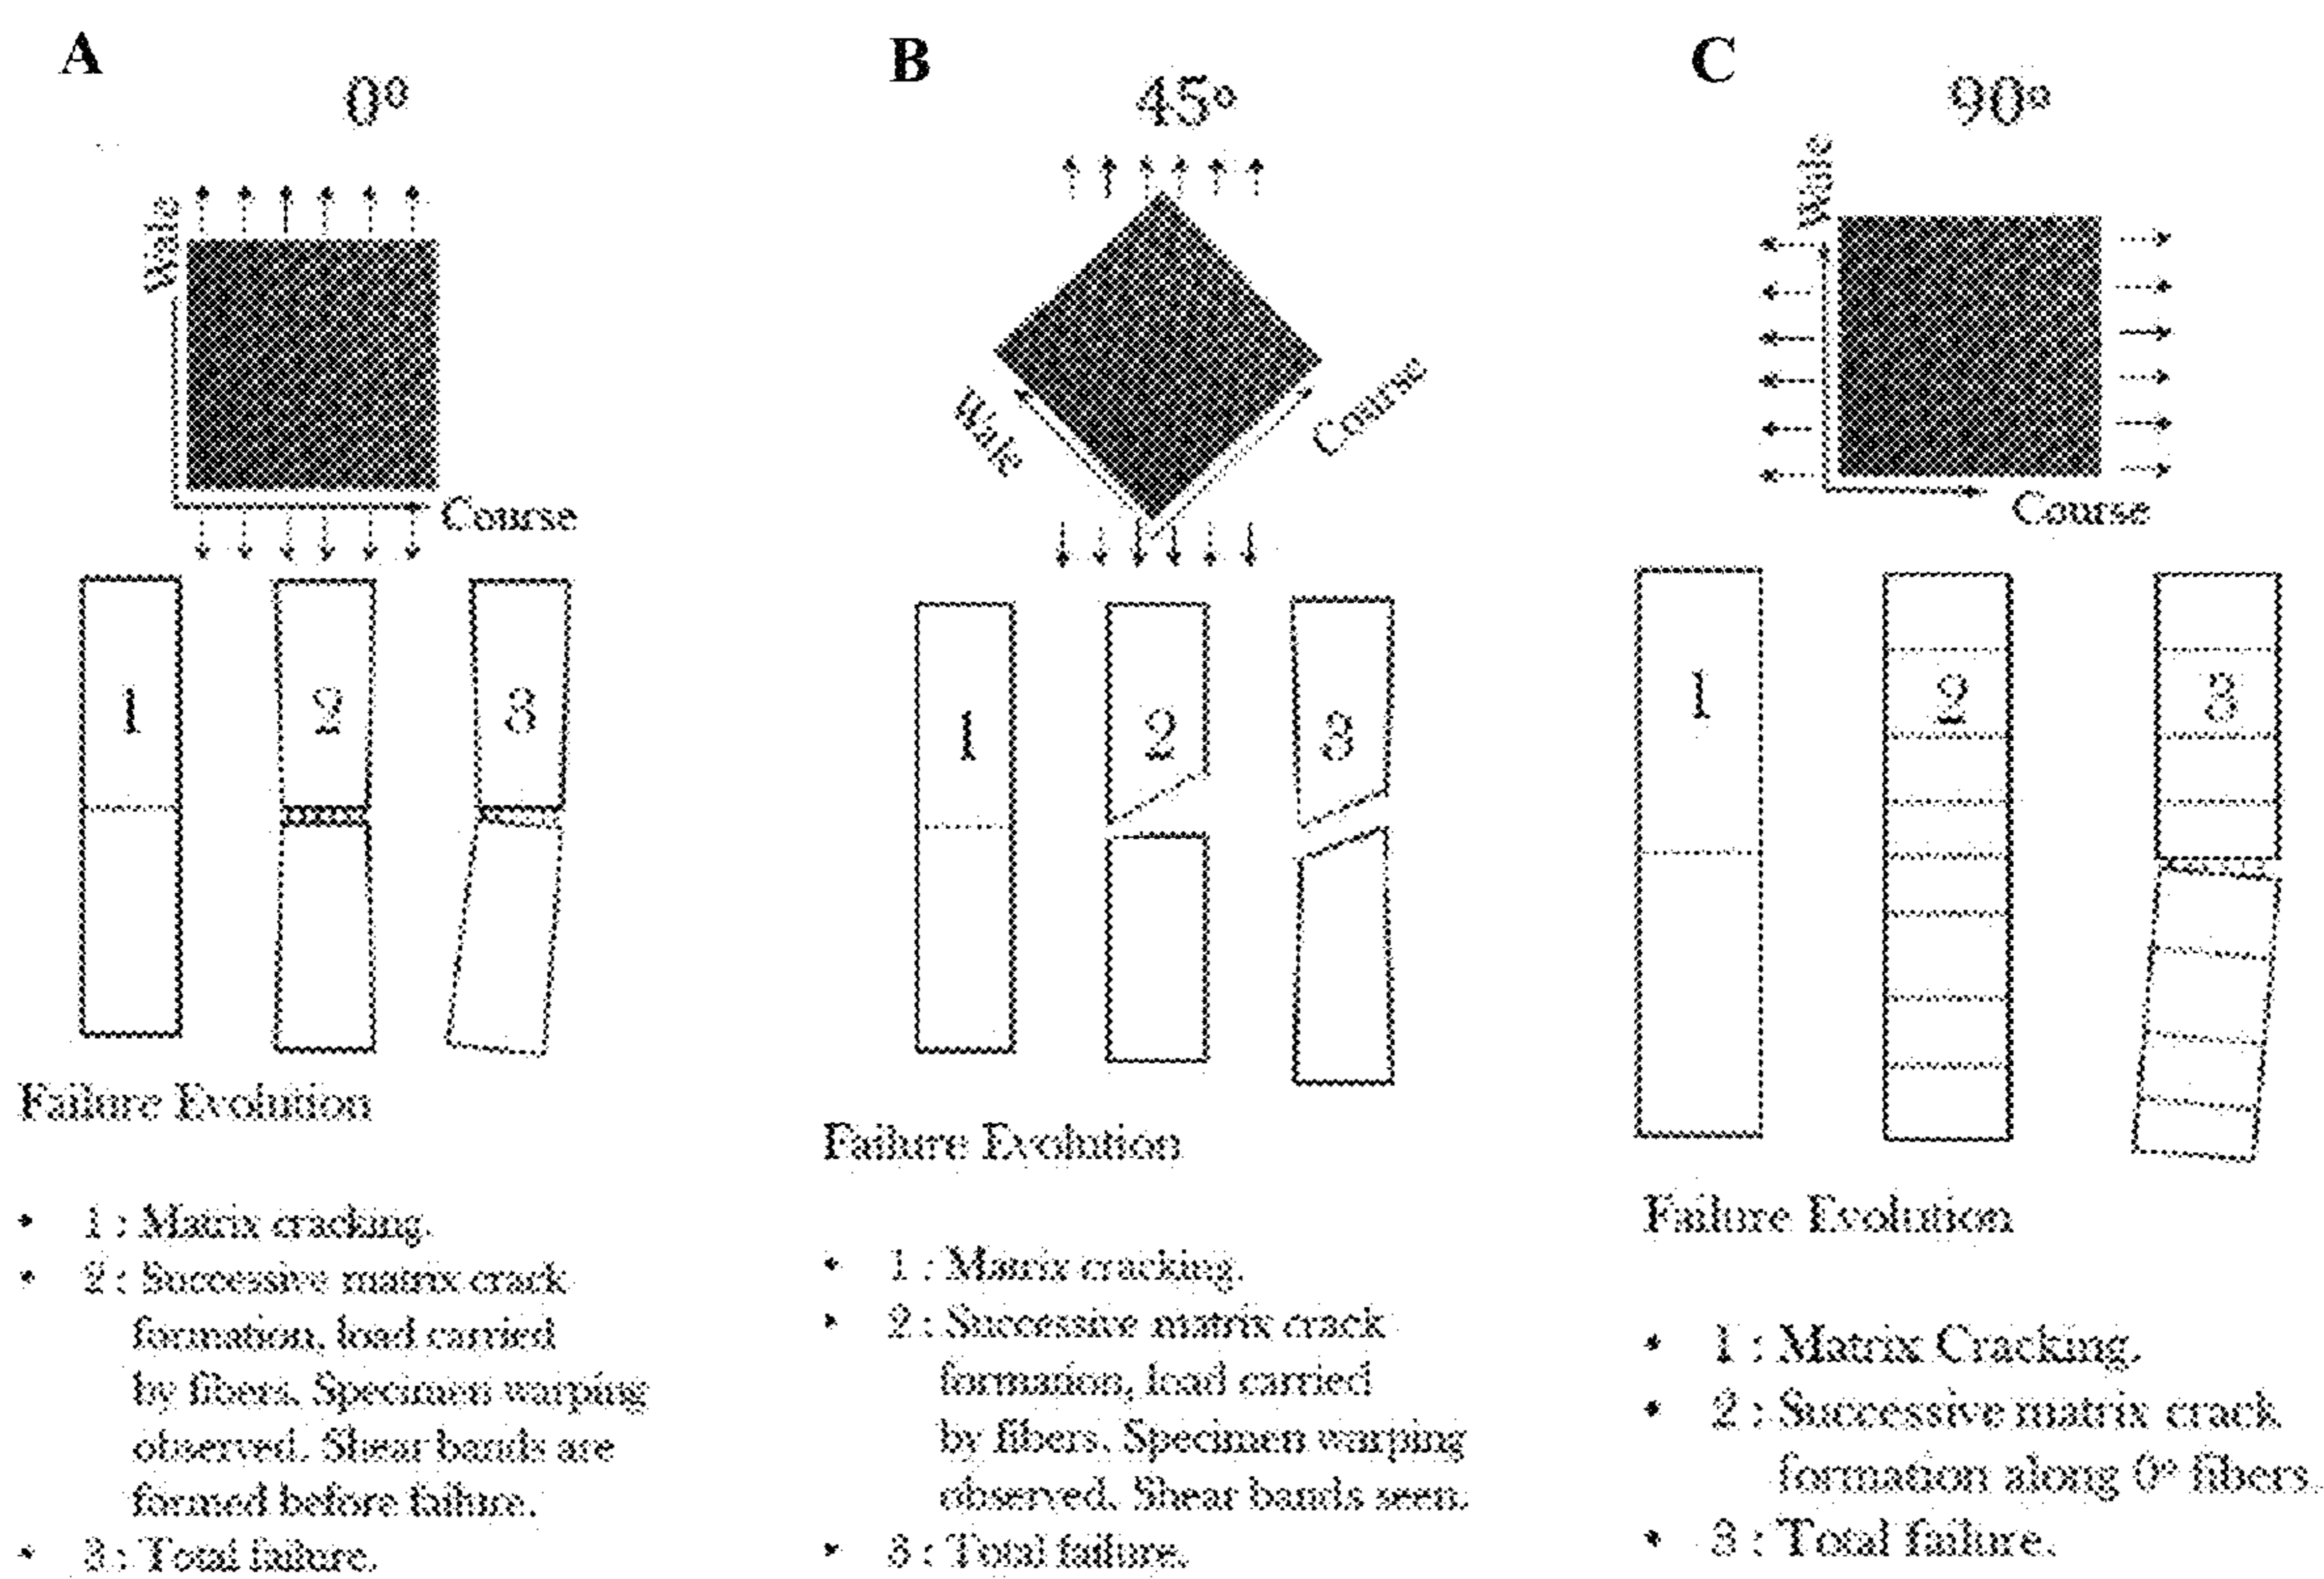 A
0º
Wale
Course
1
2
3
Failure Evolution
• 1 : Matrix cracking.
• 2 : Successive matrix crack
formation, load carried
by fibers. Specimen warping
observed. Shear bands are
formed before failure.
• 3 : Total failure.
B
45º
Wale
Course
1
2
3
Failure Evolution
• 1 : Matrix cracking.
• 2 : Successive matrix crack
formation, load carried
by fibers. Specimen warping
observed. Shear bands seen.
• 3 : Total failure.
C
90º
Wale
Course
1
2
3
Failure Evolution
• 1 : Matrix Cracking.
• 2 : Successive matrix crack
formation along 0º fibers.
• 3 : Total failure.